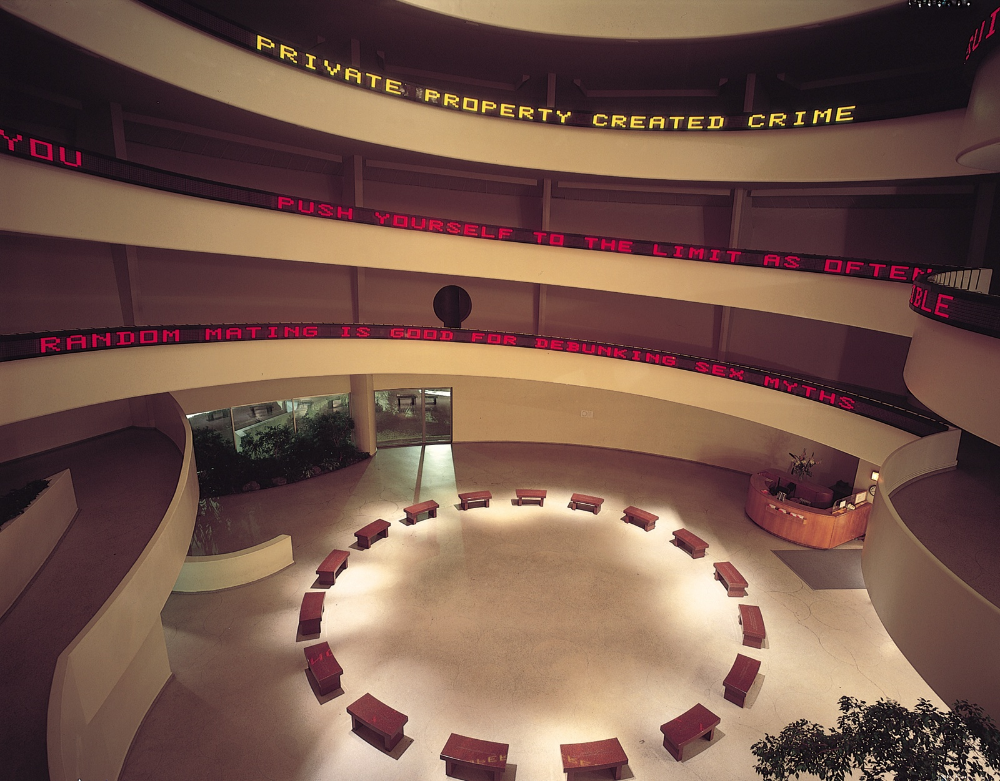 PRIVATE PROPERTY CREATED CRIME
YOU PUSH YOURSELF TO THE LIMIT AS OFTEN
RANDOM MATING IS GOOD FOR DEBUNKING SEX MYTHS